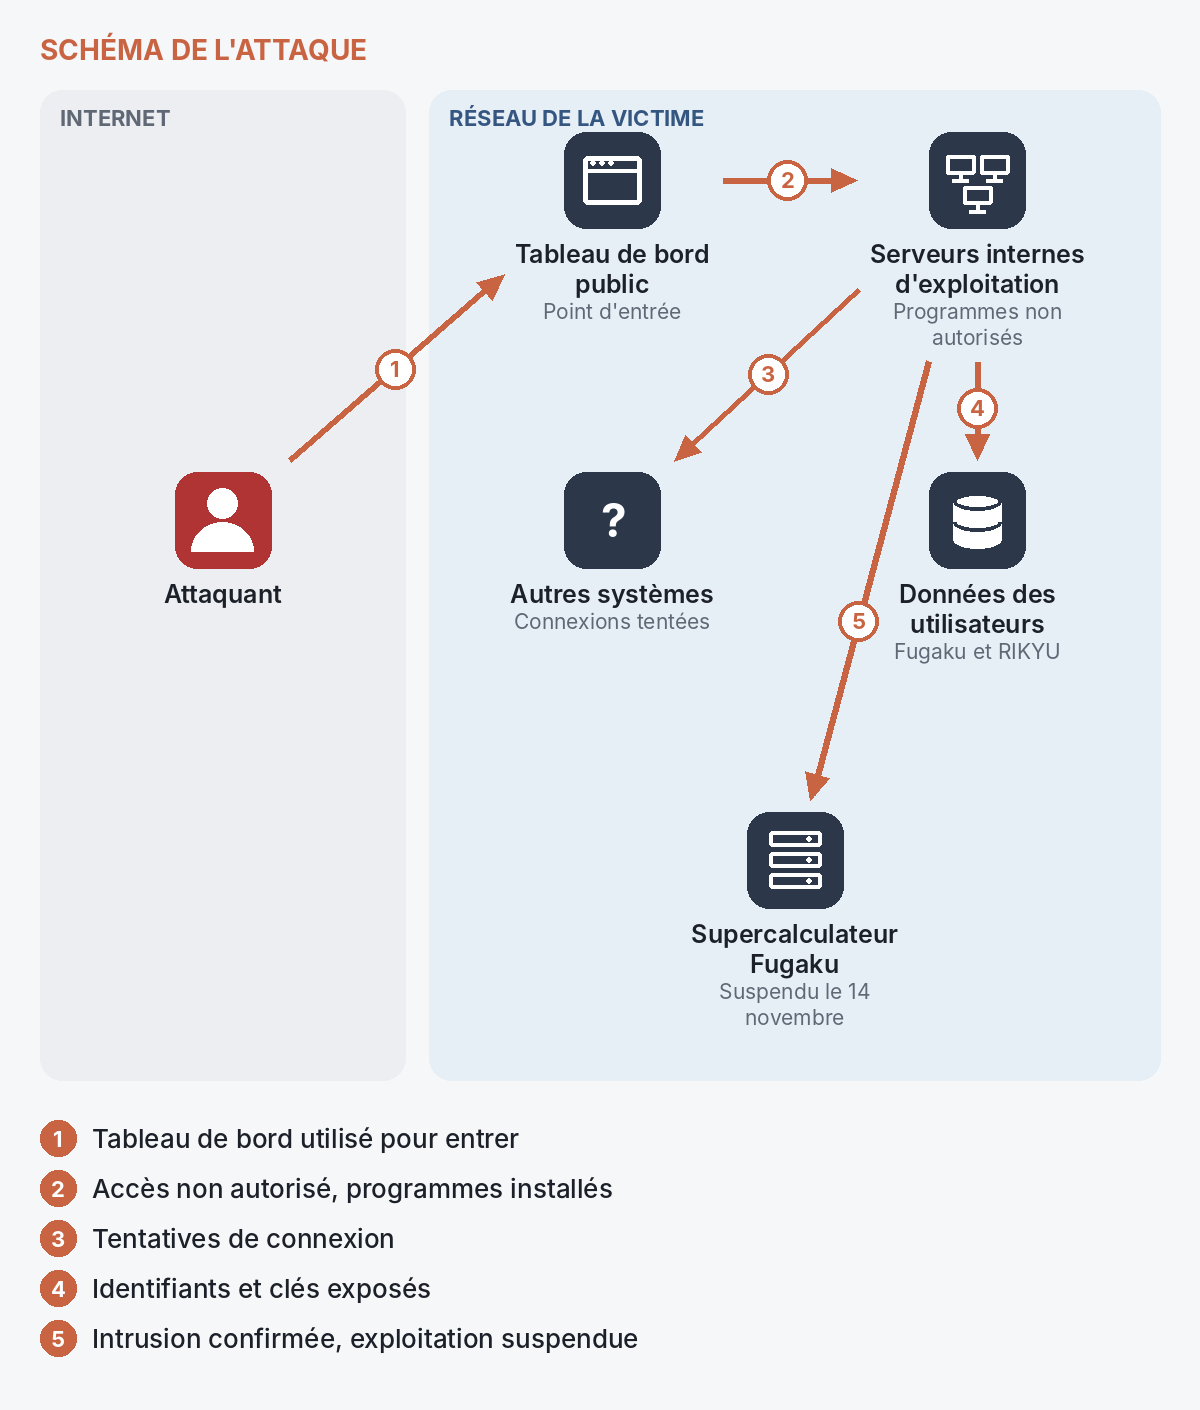 SCHÉMA DE L'ATTAQUE
INTERNET
RÉSEAU DE LA VICTIME
2
Tableau de bord
public
Point d'entrée
Serveurs internes
d'exploitation
Programmes non
autorisés
1
3
4
Attaquant
?
Autres systèmes
Connexions tentées
5
Données des
utilisateurs
Fugaku et RIKYU
Supercalculateur
Fugaku
Suspendu le 14
novembre
1 Tableau de bord utilisé pour entrer
2 Accès non autorisé, programmes installés
3 Tentatives de connexion
4 Identifiants et clés exposés
5 Intrusion confirmée, exploitation suspendue